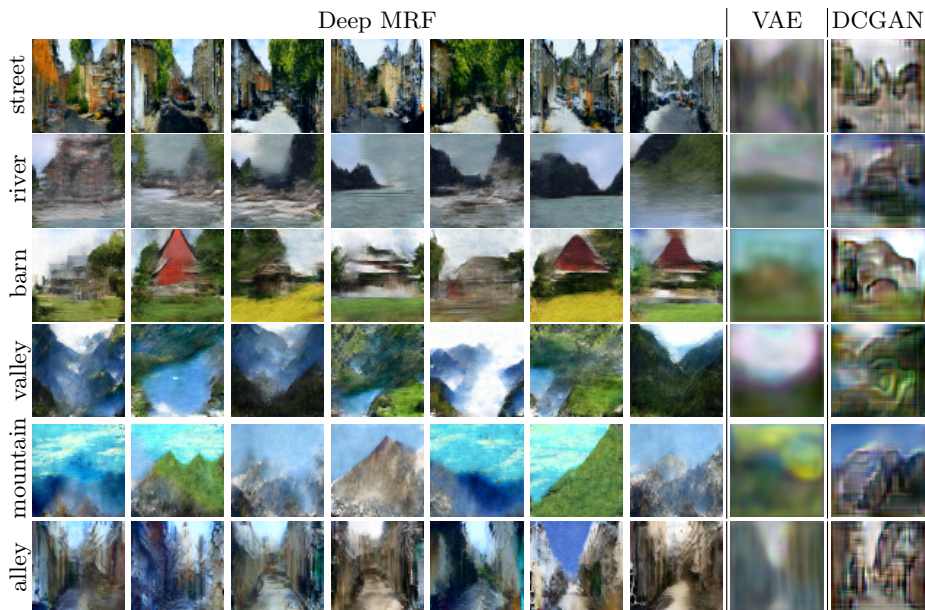 Deep MRF VAE DCGAN
street
river
barn
valley
mountain
alley